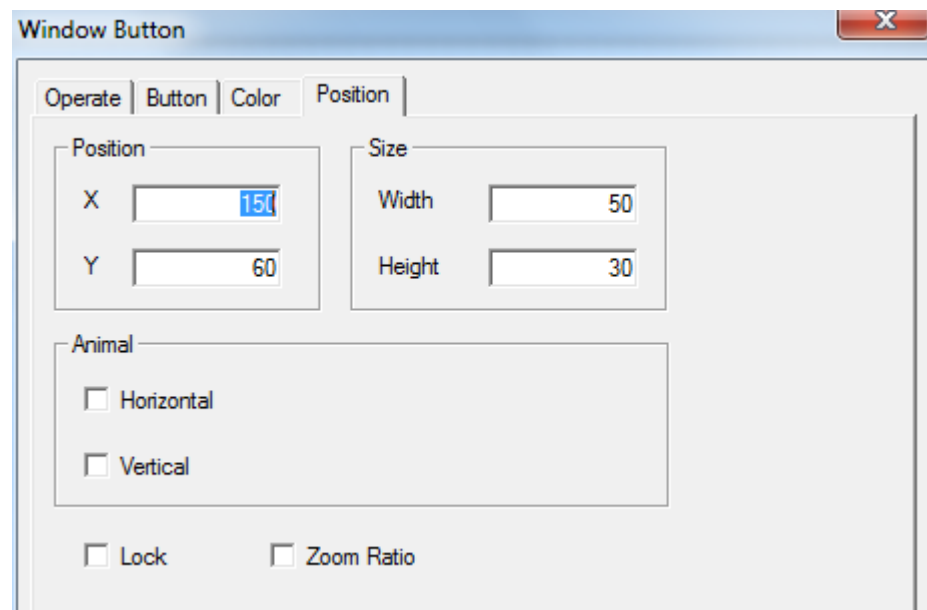 Window Button
Operate Button Color Position
Position Size
X 150 Width 50
Y 60 Height 30
Animal
Horizontal
Vertical
Lock Zoom Ratio